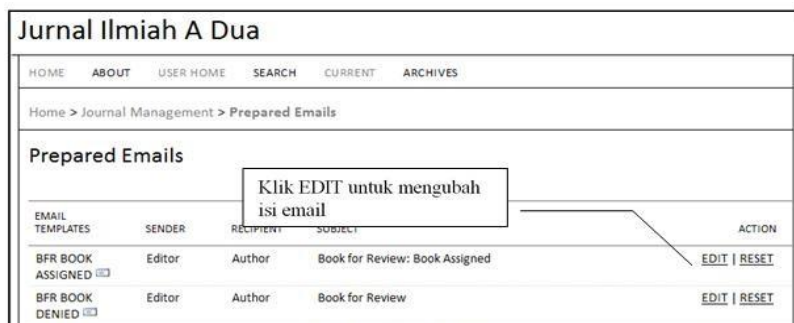 Jurnal Ilmiah A Dua
HOME ABOUT USER HOME SEARCH CURRENT ARCHIVES
Home > Journal Management > Prepared Emails
Prepared Emails
Klik EDIT untuk mengubah
isi email
EMAIL
TEMPLATES SENDER RECIPIENT SUBJECT ACTION
BFR BOOK Editor Author Book for Review: Book Assigned EDIT | RESET
ASSIGNED
BFR BOOK Editor Author Book for Review EDIT | RESET
DENIED